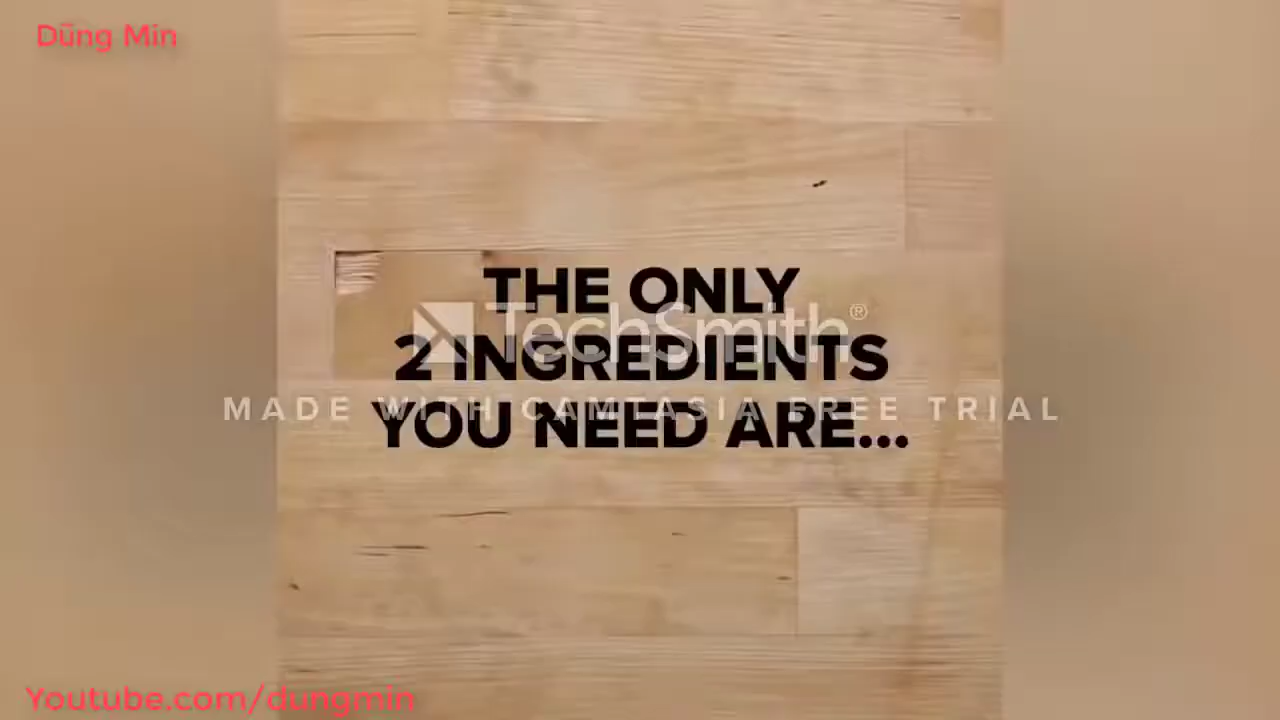 Dũng Min
THE ONLY
TechSmith®
2 INGREDIENTS
MADE WITH CAMTASIA FREE TRIAL
YOU NEED ARE...
Youtube.com/dungmin